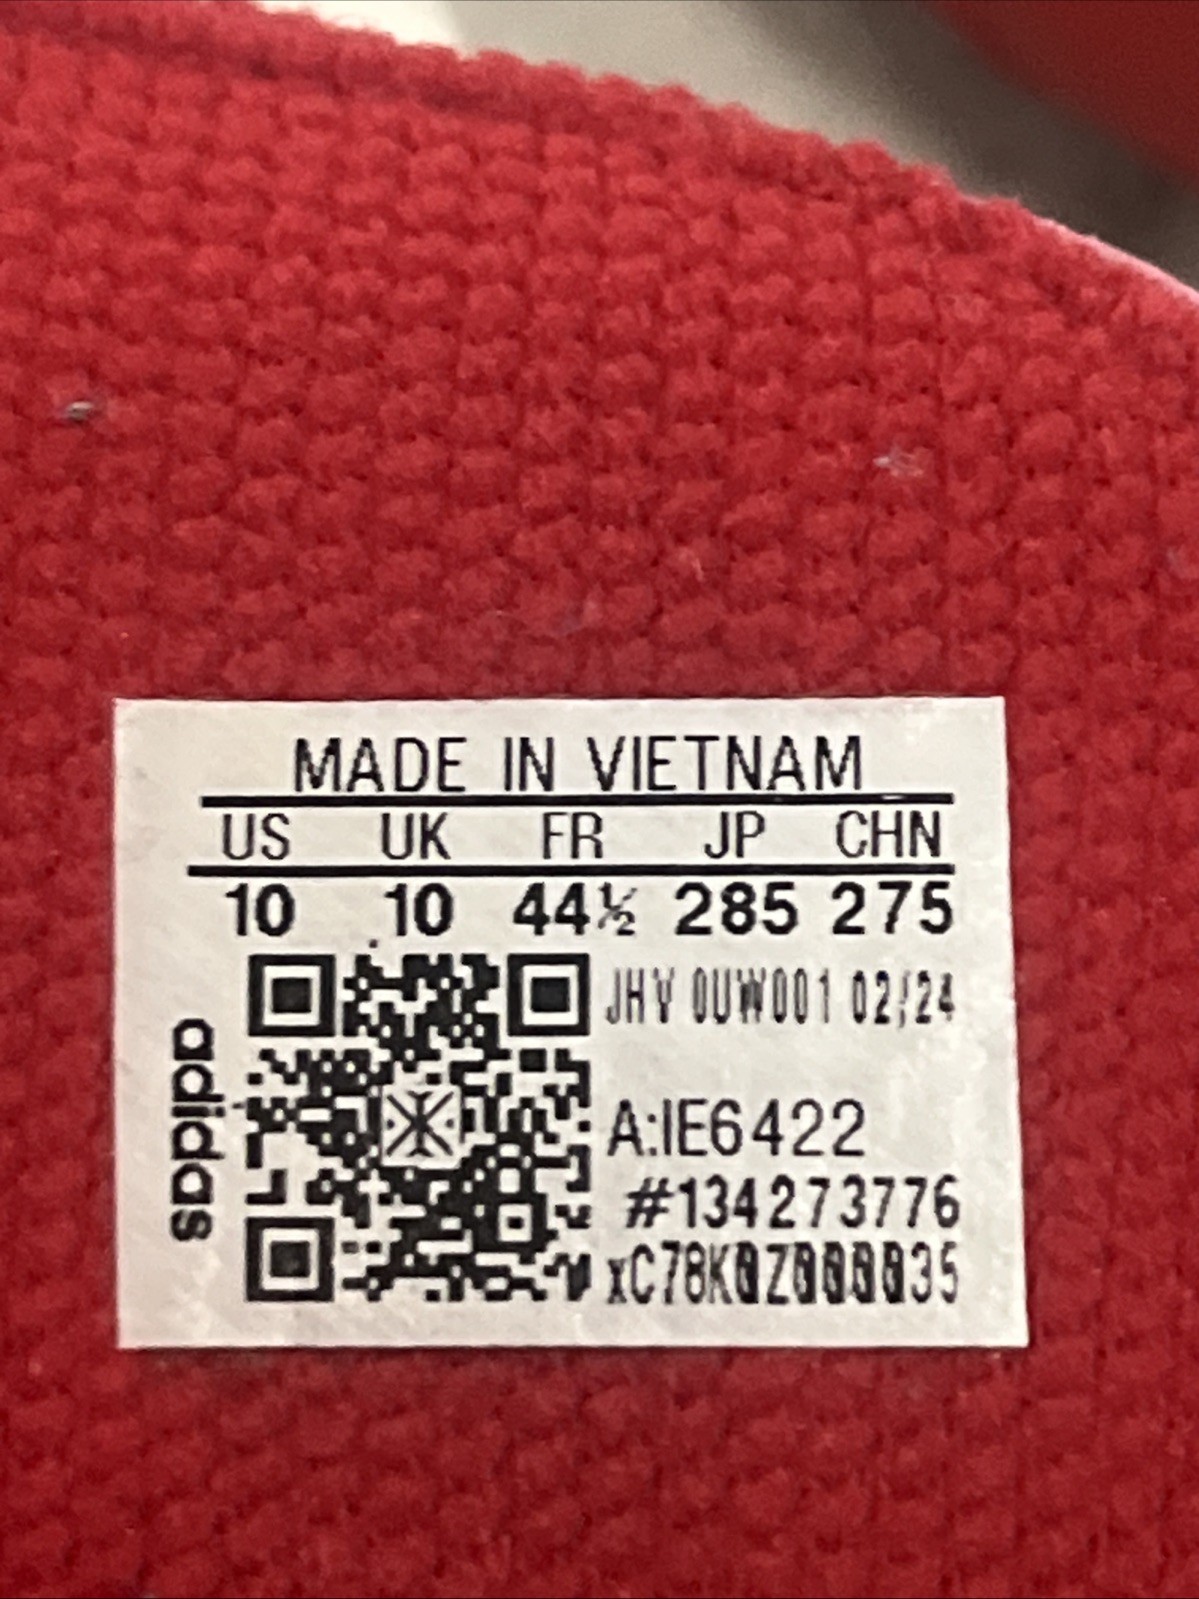 MADE IN VIETNAM
US UK FR JP CHN
10 10 44½ 285 275
JHV 0UW001 02/24
A:IE6422
#134273776
xC78K0Z0000035
adidas